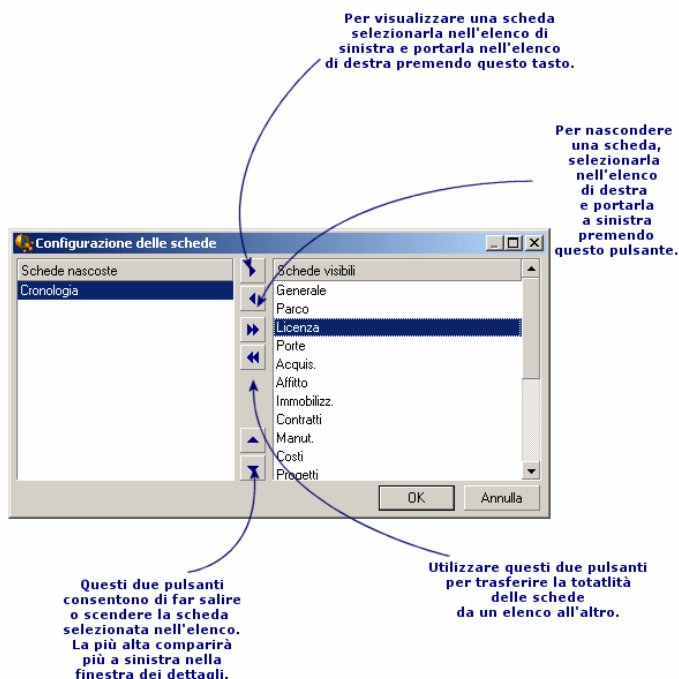 Per visualizzare una scheda
selezionarla nell'elenco di
sinistra e portarla nell'elenco
di destra premendo questo tasto.
Per nascondere
una scheda,
selezionarla
nell'elenco
di destra
e portarla
a sinistra
premendo
questo pulsante.
Configurazione delle schede
Schede nascoste
Cronologia
Schede visibili
Generale
Parco
Licenza
Porte
Acquis.
Affitto
Immobilizz.
Contratti
Manut.
Costi
Progetti
OK
Annulla
Questi due pulsanti
consentono di far salire
o scendere la scheda
selezionata nell'elenco.
La più alta comparirà
più a sinistra nella
finestra dei dettagli.
Utilizzare questi due pulsanti
per trasferire la totatlità
delle schede
da un elenco all'altro.